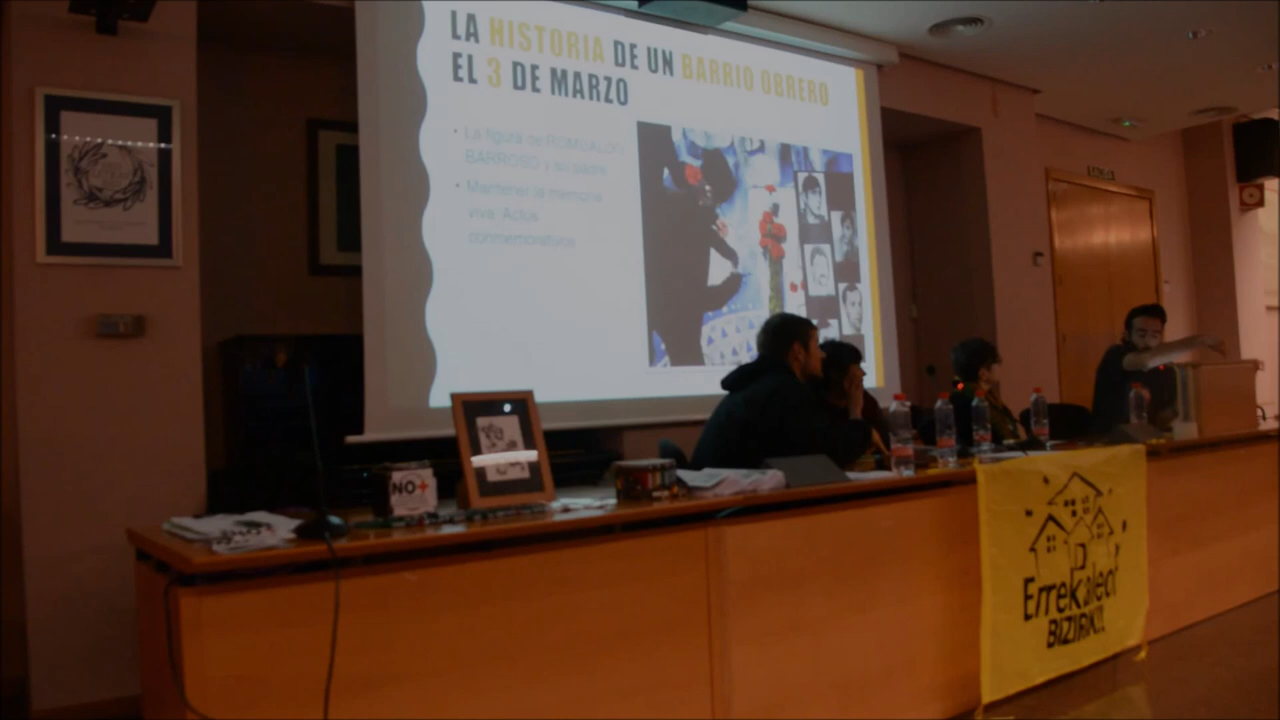 LA HISTORIA DE UN BARRIO OBRERO
EL 3 DE MARZO
• La figura de ROMUALDO
BARROSO y su padre
• Mantener la memoria
viva. Actos
conmemorativos
NO+
Errekaleor
BIZIRIK!!